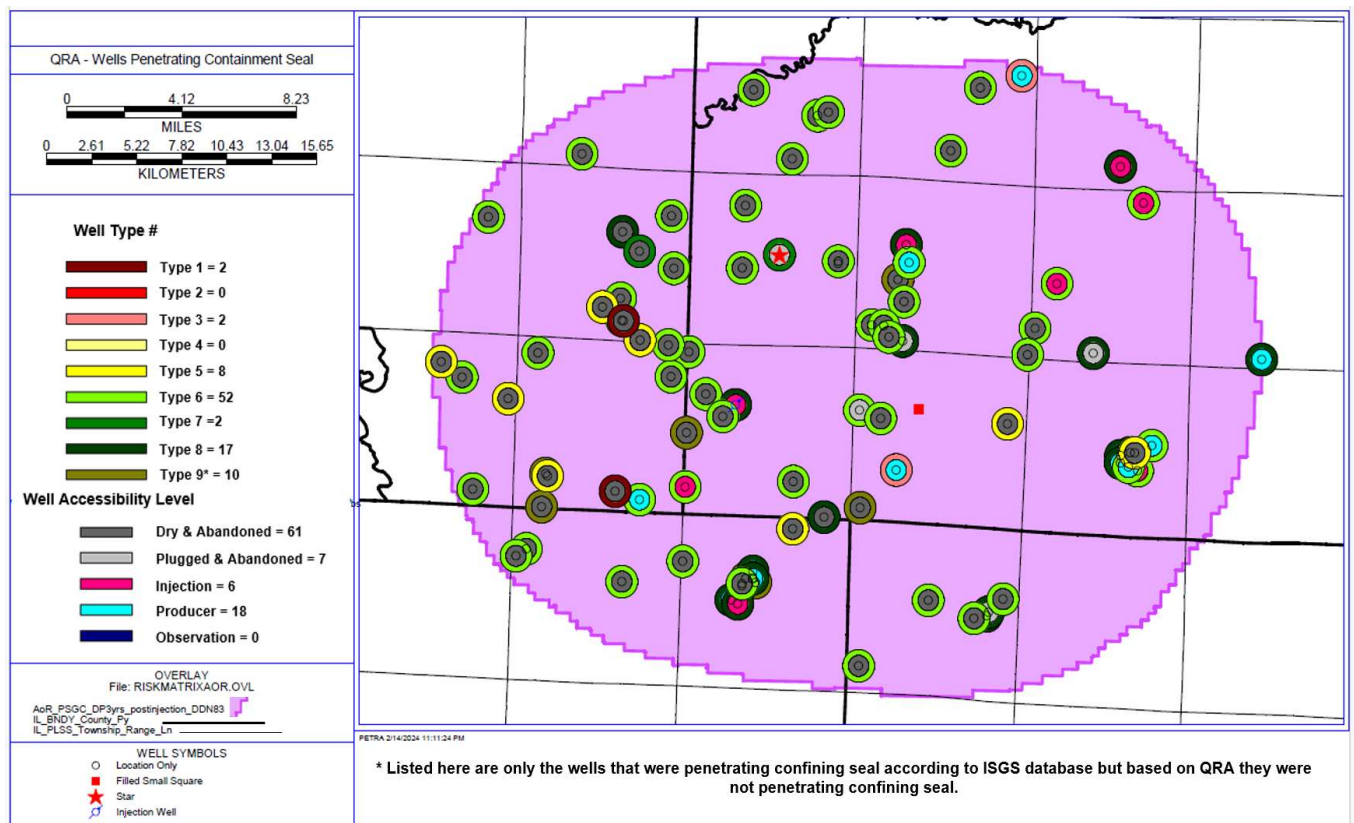 QRA - Wells Penetrating Containment Seal
0 4.12 8.23
MILES
0 2.61 5.22 7.82 10.43 13.04 15.65
KILOMETERS
Well Type #
Type 1 = 2
Type 2 = 0
Type 3 = 2
Type 4 = 0
Type 5 = 8
Type 6 = 52
Type 7 =2
Type 8 = 17
Type 9* = 10
Well Accessibility Level
Dry & Abandoned = 61
Plugged & Abandoned = 7
Injection = 6
Producer = 18
Observation = 0
OVERLAY
File: RISKMATRIXAOR.OVL
AoR_PSGC_DP3yrs_postinjection_DDN83
IL_BNDY_County_Py
IL_PLSS_Township_Range_Ln
WELL SYMBOLS
Location Only
Filled Small Square
Star
Injection Well
PETRA 2/14/2024 11:11:24 PM
* Listed here are only the wells that were penetrating confining seal according to ISGS database but based on QRA they were
not penetrating confining seal.